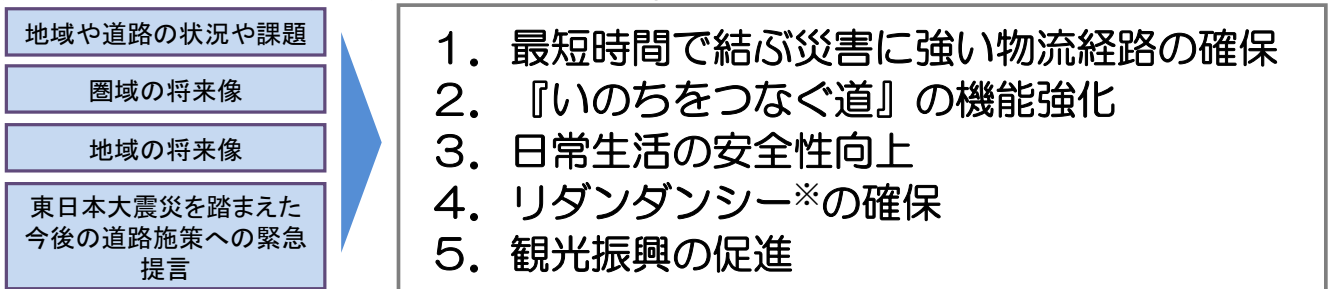 地域や道路の状況や課題
圏域の将来像
地域の将来像
東日本大震災を踏まえた
今後の道路施策への緊急
提言
１．最短時間で結ぶ災害に強い物流経路の確保
２．『いのちをつなぐ道』の機能強化
３．日常生活の安全性向上
４．リダンダンシー※の確保
５．観光振興の促進